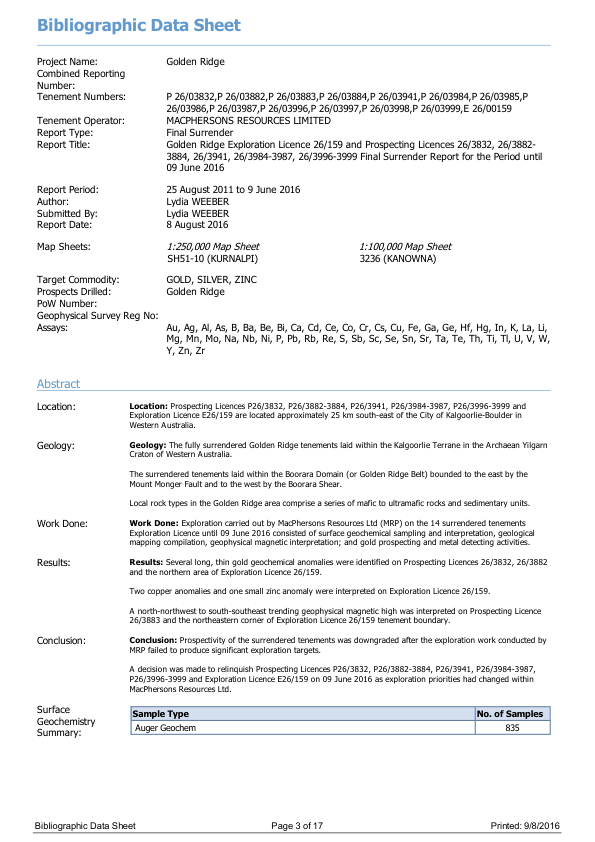 Bibliographic Data Sheet
Project Name: Golden Ridge
Combined Reporting
Number:
Tenement Numbers: P 26/03832,P 26/03882,P 26/03883,P 26/03884,P 26/03941,P 26/03984,P 26/03985,P
26/03986,P 26/03987,P 26/03996,P 26/03997,P 26/03998,P 26/03999,E 26/00159
Tenement Operator: MACPHERSONS RESOURCES LIMITED
Report Type: Final Surrender
Report Title: Golden Ridge Exploration Licence 26/159 and Prospecting Licences 26/3832, 26/3882-
3884, 26/3941, 26/3984-3987, 26/3996-3999 Final Surrender Report for the Period until
09 June 2016
Report Period: 25 August 2011 to 9 June 2016
Author: Lydia WEEBER
Submitted By: Lydia WEEBER
Report Date: 8 August 2016
Map Sheets: 1:250,000 Map Sheet 1:100,000 Map Sheet
SH51-10 (KURNALPI) 3236 (KANOWNA)
Target Commodity: GOLD, SILVER, ZINC
Prospects Drilled: Golden Ridge
PoW Number:
Geophysical Survey Reg No:
Assays: Au, Ag, Al, As, B, Ba, Be, Bi, Ca, Cd, Ce, Co, Cr, Cs, Cu, Fe, Ga, Ge, Hf, Hg, In, K, La, Li,
Mg, Mn, Mo, Na, Nb, Ni, P, Pb, Rb, Re, S, Sb, Sc, Se, Sn, Sr, Ta, Te, Th, Ti, Tl, U, V, W,
Y, Zn, Zr
Abstract
Location: Location: Prospecting Licences P26/3832, P26/3882-3884, P26/3941, P26/3984-3987, P26/3996-3999 and
Exploration Licence E26/159 are located approximately 25 km south-east of the City of Kalgoorlie-Boulder in
Western Australia.
Geology: Geology: The fully surrendered Golden Ridge tenements laid within the Kalgoorlie Terrane in the Archaean Yilgarn
Craton of Western Australia.
The surrendered tenements laid within the Boorara Domain (or Golden Ridge Belt) bounded to the east by the
Mount Monger Fault and to the west by the Boorara Shear.
Local rock types in the Golden Ridge area comprise a series of mafic to ultramafic rocks and sedimentary units.
Work Done: Work Done: Exploration carried out by MacPhersons Resources Ltd (MRP) on the 14 surrendered tenements
Exploration Licence until 09 June 2016 consisted of surface geochemical sampling and interpretation, geological
mapping compilation, geophysical magnetic interpretation; and gold prospecting and metal detecting activities.
Results: Results: Several long, thin gold geochemical anomalies were identified on Prospecting Licences 26/3832, 26/3882
and the northern area of Exploration Licence 26/159.
Two copper anomalies and one small zinc anomaly were interpreted on Exploration Licence 26/159.
A north-northwest to south-southeast trending geophysical magnetic high was interpreted on Prospecting Licence
26/3883 and the northeastern corner of Exploration Licence 26/159 tenement boundary.
Conclusion: Conclusion: Prospectivity of the surrendered tenements was downgraded after the exploration work conducted by
MRP failed to produce significant exploration targets.
A decision was made to relinquish Prospecting Licences P26/3832, P26/3882-3884, P26/3941, P26/3984-3987,
P26/3996-3999 and Exploration Licence E26/159 on 09 June 2016 as exploration priorities had changed within
MacPhersons Resources Ltd.
Surface
Geochemistry
Summary:
Sample Type No. of Samples
Auger Geochem 835
Bibliographic Data Sheet Page 3 of 17 Printed: 9/8/2016